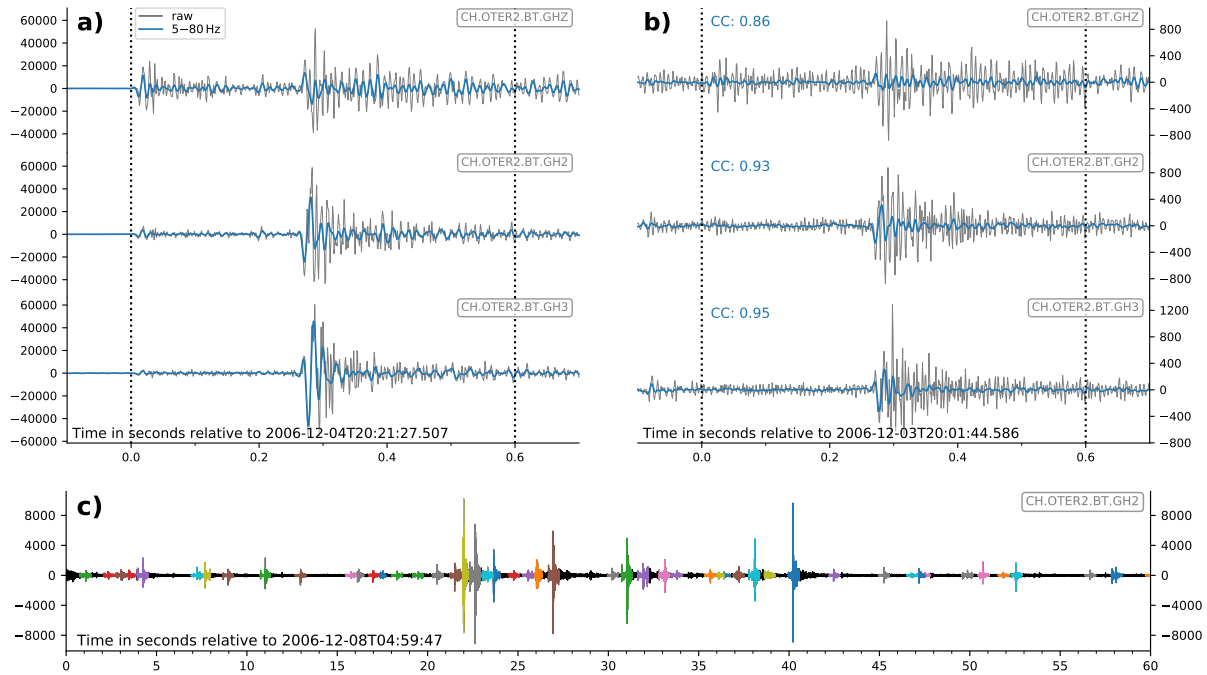 a)
raw
5−80 Hz
CH.OTER2.BT.GHZ
60000
40000
20000
0
−20000
−40000
CH.OTER2.BT.GH2
60000
40000
20000
0
−20000
−40000
CH.OTER2.BT.GH3
60000
40000
20000
0
−20000
−40000
−60000
Time in seconds relative to 2006-12-04T20:21:27.507
0.0 0.2 0.4 0.6
b)
CC: 0.86
CH.OTER2.BT.GHZ
800
400
0
−400
−800
CC: 0.93
CH.OTER2.BT.GH2
800
400
0
−400
−800
CC: 0.95
CH.OTER2.BT.GH3
1200
800
400
0
−400
−800
Time in seconds relative to 2006-12-03T20:01:44.586
0.0 0.2 0.4 0.6
c)
CH.OTER2.BT.GH2
8000 8000
4000 4000
0 0
−4000 −4000
−8000 −8000
Time in seconds relative to 2006-12-08T04:59:47
0 5 10 15 20 25 30 35 40 45 50 55 60